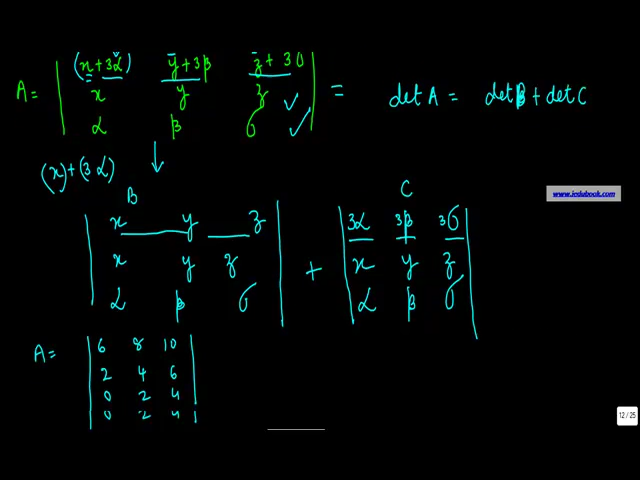 A = | (x+3α) y+3β z+3σ | = det A = det B + det C
x y z ✓
α β σ ✓
(x)+(3α) ↓
B C
| x y z | + | 3α 3β 3σ |
x y z x y z
α β σ α β σ
www.iestubook.com
A = | 6 8 10 |
2 4 6
0 2 4
0 2 4
12 / 25